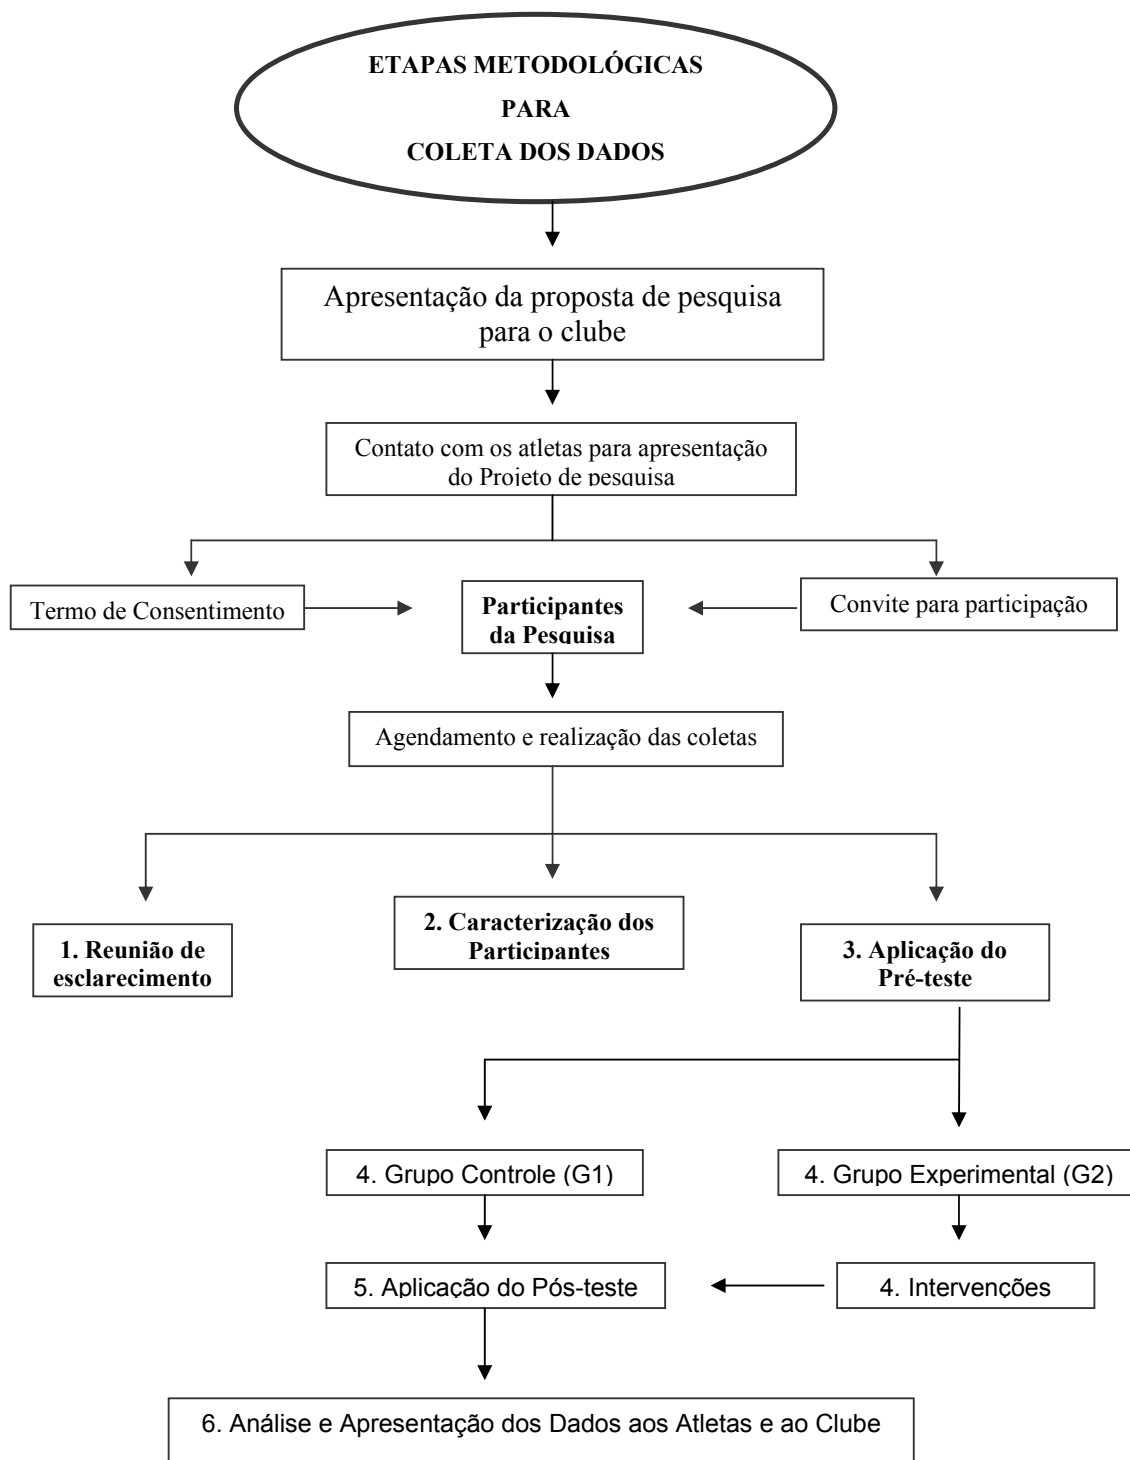 ETAPAS METODOLÓGICAS
PARA
COLETA DOS DADOS
Apresentação da proposta de pesquisa
para o clube
Contato com os atletas para apresentação
do Projeto de pesquisa
Termo de Consentimento
Participantes
da Pesquisa
Convite para participação
Agendamento e realização das coletas
1. Reunião de
esclarecimento
2. Caracterização dos
Participantes
3. Aplicação do
Pré-teste
4. Grupo Controle (G1)
4. Grupo Experimental (G2)
5. Aplicação do Pós-teste
4. Intervenções
6. Análise e Apresentação dos Dados aos Atletas e ao Clube